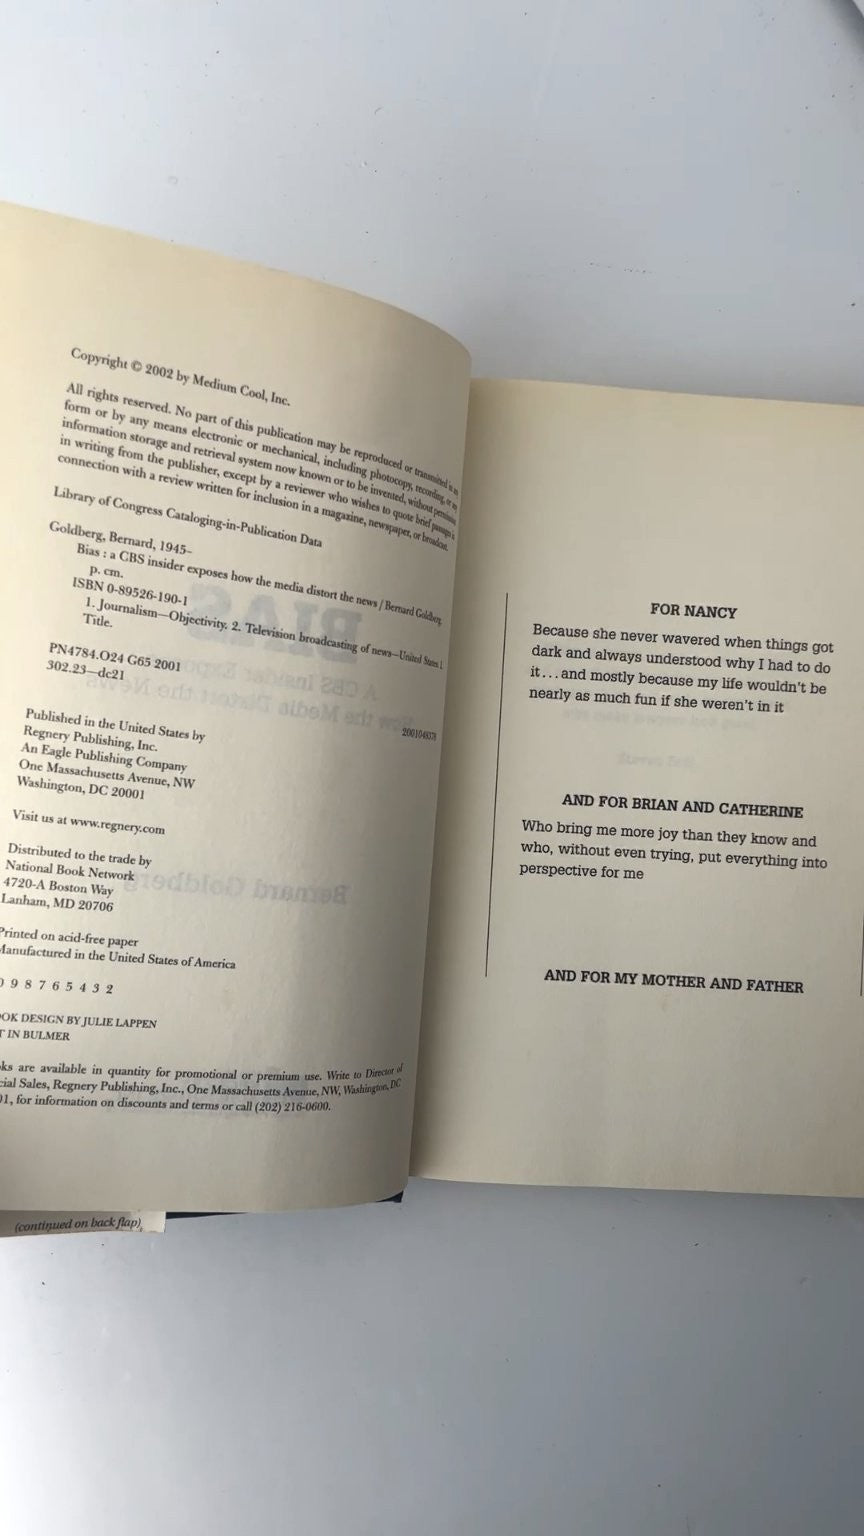 Copyright © 2002 by Medium Cool, Inc.
All rights reserved. No part of this publication may be reproduced or transmitted in any
form or by any means electronic or mechanical, including photocopy, recording, or any
information storage and retrieval system now known or to be invented, without permission
in writing from the publisher, except by a reviewer who wishes to quote brief passages in
connection with a review written for inclusion in a magazine, newspaper, or broadcast.
Library of Congress Cataloging-in-Publication Data
Goldberg, Bernard, 1945–
Bias : a CBS insider exposes how the media distort the news / Bernard Goldberg.
p. cm.
ISBN 0-89526-190-1
1. Journalism—Objectivity. 2. Television broadcasting of news—United States I.
Title.
PN4784.O24 G65 2001
302.23—dc21
Published in the United States by
Regnery Publishing, Inc.
An Eagle Publishing Company
One Massachusetts Avenue, NW
Washington, DC 20001
Visit us at www.regnery.com
Distributed to the trade by
National Book Network
4720-A Boston Way
Lanham, MD 20706
Printed on acid-free paper
Manufactured in the United States of America
9 8 7 6 5 4 3 2
OK DESIGN BY JULIE LAPPEN
T IN BULMER
ks are available in quantity for promotional or premium use. Write to Director of
cial Sales, Regnery Publishing, Inc., One Massachusetts Avenue, NW, Washington, DC
01, for information on discounts and terms or call (202) 216-0600.
(continued on back flap)
FOR NANCY
Because she never wavered when things got
dark and always understood why I had to do
it...and mostly because my life wouldn't be
nearly as much fun if she weren't in it
AND FOR BRIAN AND CATHERINE
Who bring me more joy than they know and
who, without even trying, put everything into
perspective for me
AND FOR MY MOTHER AND FATHER